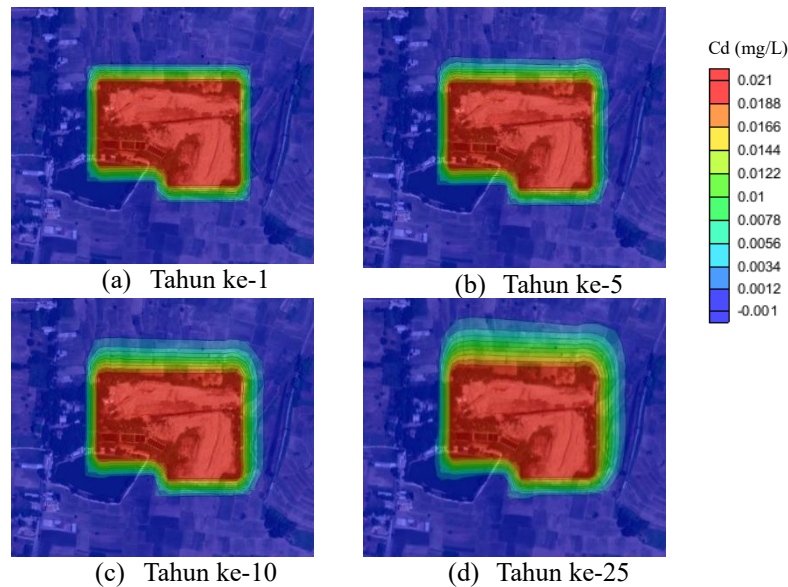 Cd (mg/L)
0.021
0.0188
0.0166
0.0144
0.0122
0.01
0.0078
0.0056
0.0034
0.0012
-0.001
(a) Tahun ke-1
(b) Tahun ke-5
(c) Tahun ke-10
(d) Tahun ke-25